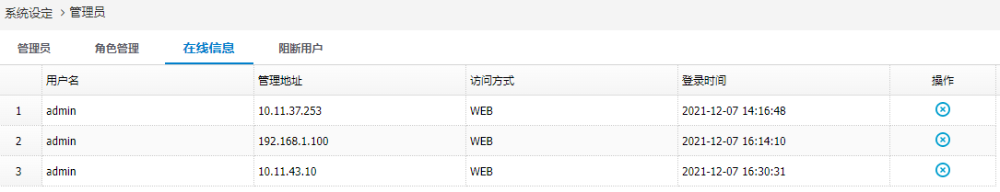 系统设定 > 管理员
管理员 角色管理 在线信息 阻断用户
用户名 管理地址 访问方式 登录时间 操作
1 admin 10.11.37.253 WEB 2021-12-07 14:16:48
2 admin 192.168.1.100 WEB 2021-12-07 16:14:10
3 admin 10.11.43.10 WEB 2021-12-07 16:30:31